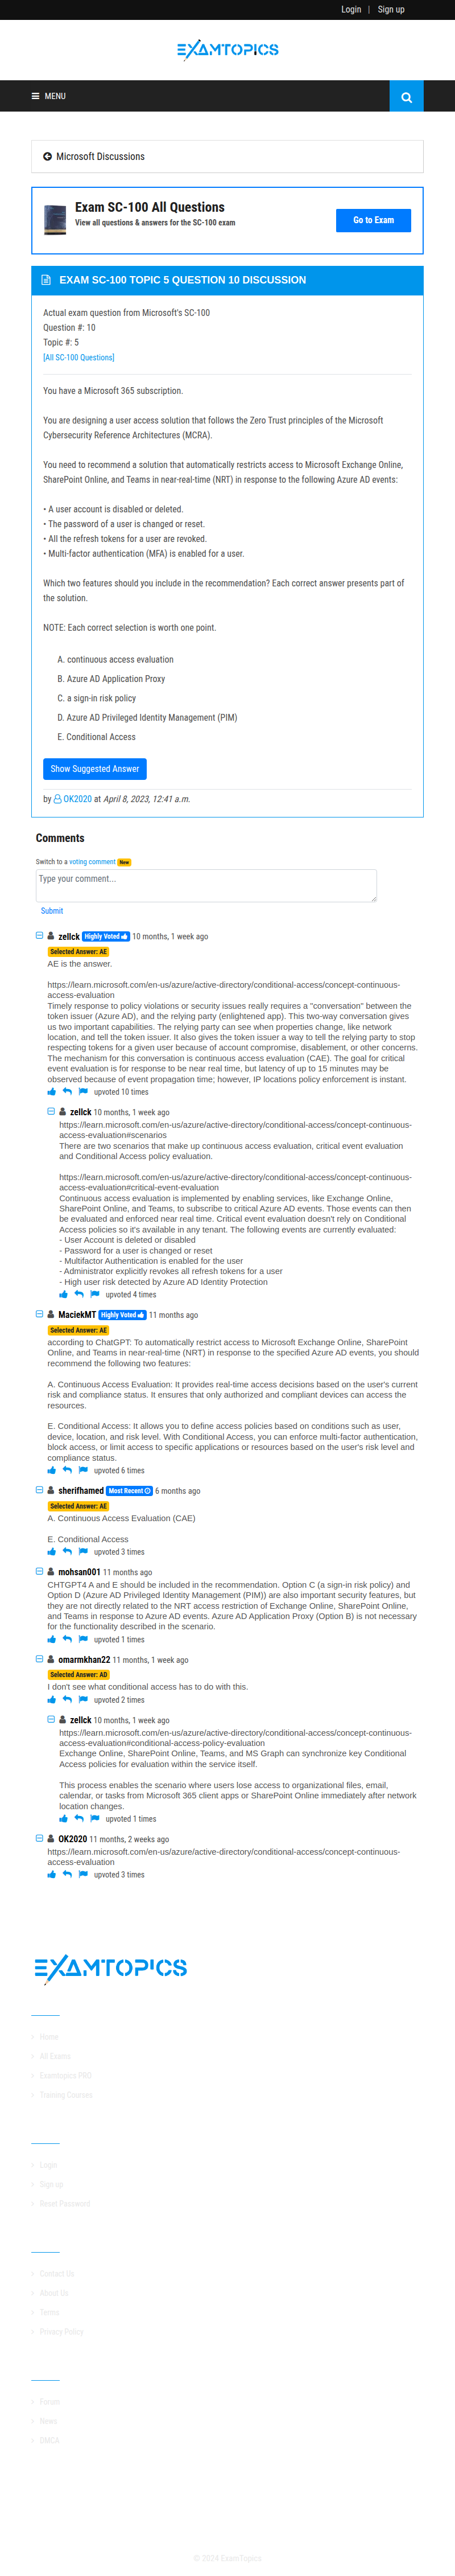 Login | Sign up
EXAMTOPICS
MENU
Microsoft Discussions
Exam SC-100 All Questions
View all questions & answers for the SC-100 exam
Go to Exam
EXAM SC-100 TOPIC 5 QUESTION 10 DISCUSSION
Actual exam question from Microsoft's SC-100
Question #: 10
Topic #: 5
[All SC-100 Questions]
You have a Microsoft 365 subscription.
You are designing a user access solution that follows the Zero Trust principles of the Microsoft
Cybersecurity Reference Architectures (MCRA).
You need to recommend a solution that automatically restricts access to Microsoft Exchange Online,
SharePoint Online, and Teams in near-real-time (NRT) in response to the following Azure AD events:
• A user account is disabled or deleted.
• The password of a user is changed or reset.
• All the refresh tokens for a user are revoked.
• Multi-factor authentication (MFA) is enabled for a user.
Which two features should you include in the recommendation? Each correct answer presents part of
the solution.
NOTE: Each correct selection is worth one point.
A. continuous access evaluation
B. Azure AD Application Proxy
C. a sign-in risk policy
D. Azure AD Privileged Identity Management (PIM)
E. Conditional Access
Show Suggested Answer
by OK2020 at April 8, 2023, 12:41 a.m.
Comments
Switch to a voting comment New
Type your comment...
Submit
zellck Highly Voted 10 months, 1 week ago
Selected Answer: AE
AE is the answer.
https://learn.microsoft.com/en-us/azure/active-directory/conditional-access/concept-continuous-
access-evaluation
Timely response to policy violations or security issues really requires a "conversation" between the
token issuer (Azure AD), and the relying party (enlightened app). This two-way conversation gives
us two important capabilities. The relying party can see when properties change, like network
location, and tell the token issuer. It also gives the token issuer a way to tell the relying party to stop
respecting tokens for a given user because of account compromise, disablement, or other concerns.
The mechanism for this conversation is continuous access evaluation (CAE). The goal for critical
event evaluation is for response to be near real time, but latency of up to 15 minutes may be
observed because of event propagation time; however, IP locations policy enforcement is instant.
upvoted 10 times
zellck 10 months, 1 week ago
https://learn.microsoft.com/en-us/azure/active-directory/conditional-access/concept-continuous-
access-evaluation#scenarios
There are two scenarios that make up continuous access evaluation, critical event evaluation
and Conditional Access policy evaluation.
https://learn.microsoft.com/en-us/azure/active-directory/conditional-access/concept-continuous-
access-evaluation#critical-event-evaluation
Continuous access evaluation is implemented by enabling services, like Exchange Online,
SharePoint Online, and Teams, to subscribe to critical Azure AD events. Those events can then
be evaluated and enforced near real time. Critical event evaluation doesn't rely on Conditional
Access policies so it's available in any tenant. The following events are currently evaluated:
- User Account is deleted or disabled
- Password for a user is changed or reset
- Multifactor Authentication is enabled for the user
- Administrator explicitly revokes all refresh tokens for a user
- High user risk detected by Azure AD Identity Protection
upvoted 4 times
MaciekMT Highly Voted 11 months ago
Selected Answer: AE
according to ChatGPT: To automatically restrict access to Microsoft Exchange Online, SharePoint
Online, and Teams in near-real-time (NRT) in response to the specified Azure AD events, you should
recommend the following two features:
A. Continuous Access Evaluation: It provides real-time access decisions based on the user's current
risk and compliance status. It ensures that only authorized and compliant devices can access the
resources.
E. Conditional Access: It allows you to define access policies based on conditions such as user,
device, location, and risk level. With Conditional Access, you can enforce multi-factor authentication,
block access, or limit access to specific applications or resources based on the user's risk level and
compliance status.
upvoted 6 times
sherifhamed Most Recent 6 months ago
Selected Answer: AE
A. Continuous Access Evaluation (CAE)
E. Conditional Access
upvoted 3 times
mohsan001 11 months ago
CHTGPT4 A and E should be included in the recommendation. Option C (a sign-in risk policy) and
Option D (Azure AD Privileged Identity Management (PIM)) are also important security features, but
they are not directly related to the NRT access restriction of Exchange Online, SharePoint Online,
and Teams in response to Azure AD events. Azure AD Application Proxy (Option B) is not necessary
for the functionality described in the scenario.
upvoted 1 times
omarmkhan22 11 months, 1 week ago
Selected Answer: AD
I don't see what conditional access has to do with this.
upvoted 2 times
zellck 10 months, 1 week ago
https://learn.microsoft.com/en-us/azure/active-directory/conditional-access/concept-continuous-
access-evaluation#conditional-access-policy-evaluation
Exchange Online, SharePoint Online, Teams, and MS Graph can synchronize key Conditional
Access policies for evaluation within the service itself.
This process enables the scenario where users lose access to organizational files, email,
calendar, or tasks from Microsoft 365 client apps or SharePoint Online immediately after network
location changes.
upvoted 1 times
OK2020 11 months, 2 weeks ago
https://learn.microsoft.com/en-us/azure/active-directory/conditional-access/concept-continuous-
access-evaluation
upvoted 3 times
EXAMTOPICS
Home
All Exams
Examtopics PRO
Training Courses
Login
Sign up
Reset Password
Contact Us
About Us
Terms
Privacy Policy
Forum
News
DMCA
© 2024 ExamTopics